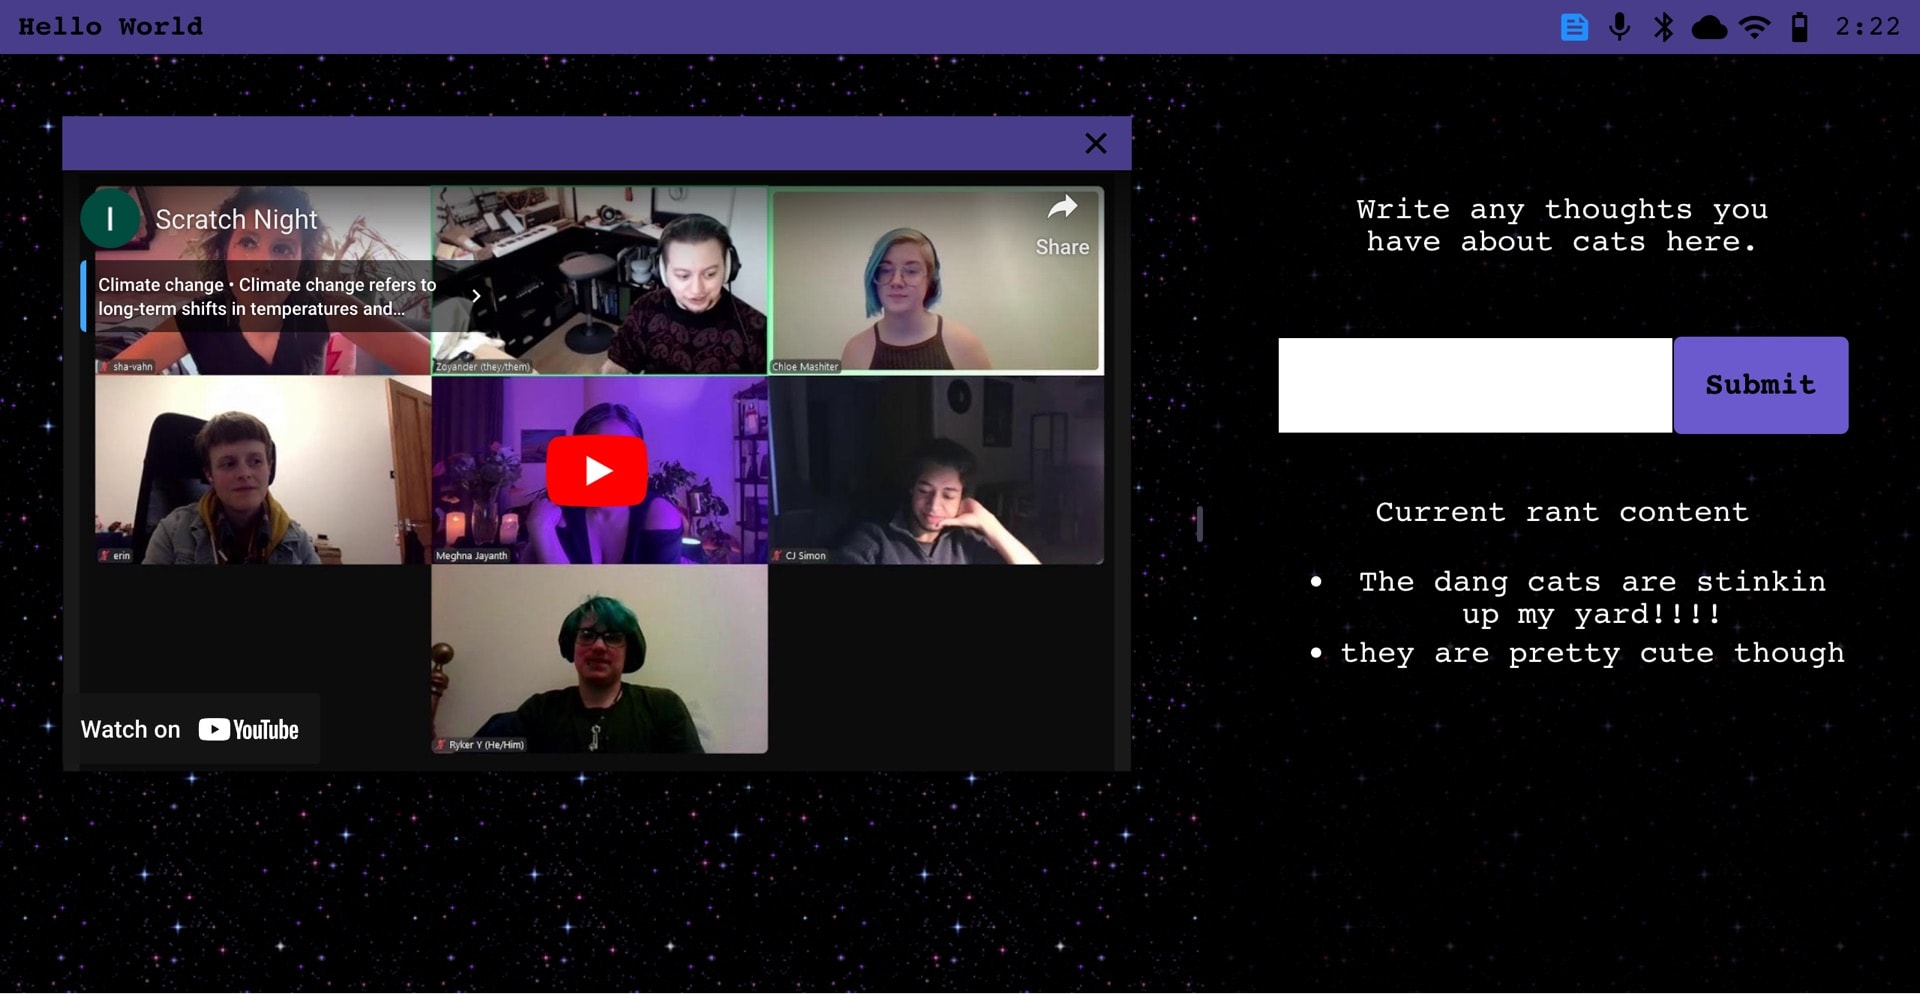 Hello World
2:22
I
Scratch Night
Share
Climate change • Climate change refers to
long-term shifts in temperatures and...
sha-vahn
Zoyander (they/them)
Chloe Mashiter
erin
Meghna Jayanth
CJ Simon
Ryker Y (He/Him)
Watch on YouTube
Write any thoughts you
have about cats here.
Submit
Current rant content
• The dang cats are stinkin
up my yard!!!!
• they are pretty cute though